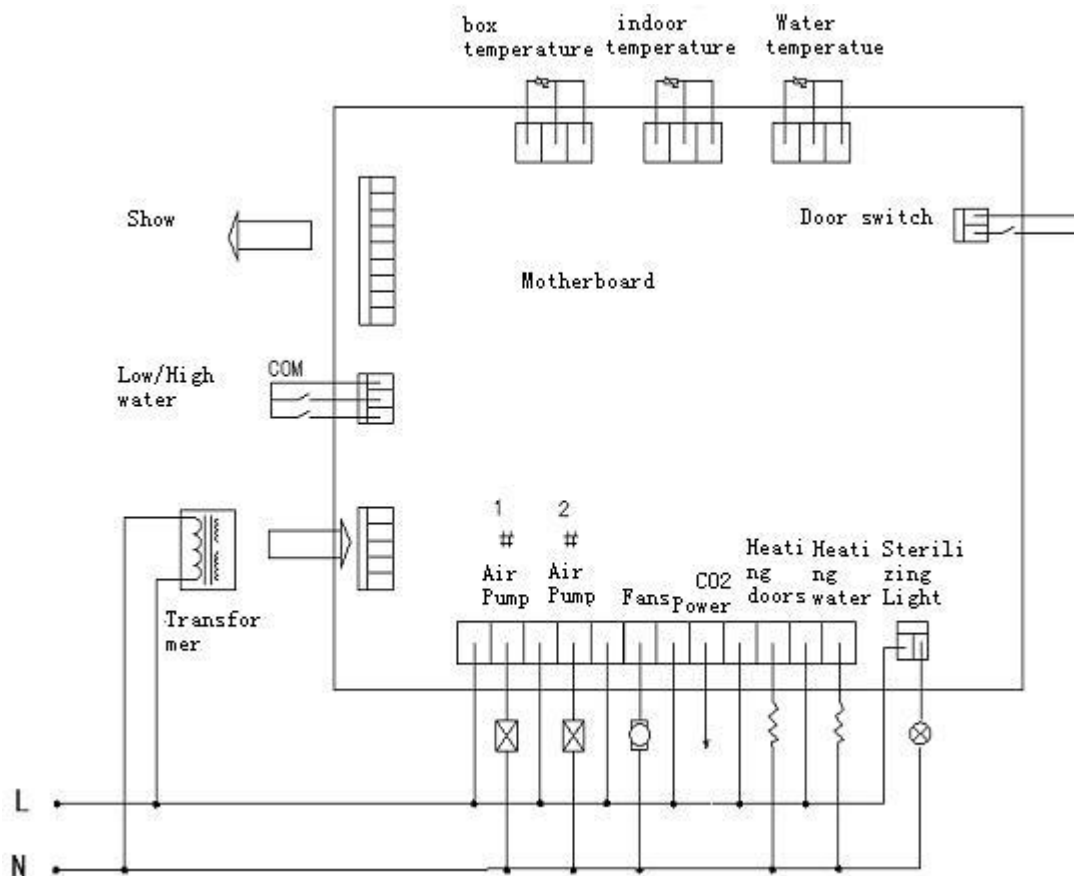 box
temperature
indoor
temperature
Water
temperatue
Show
Door switch
Motherboard
COM
Low/High
water
1
#
Air
Pump
2
#
Air
Pump
Fans
CO2
Power
Heati
ng
doors
Heati
ng
water
Sterili
zing
Light
Transfor
mer
L
N